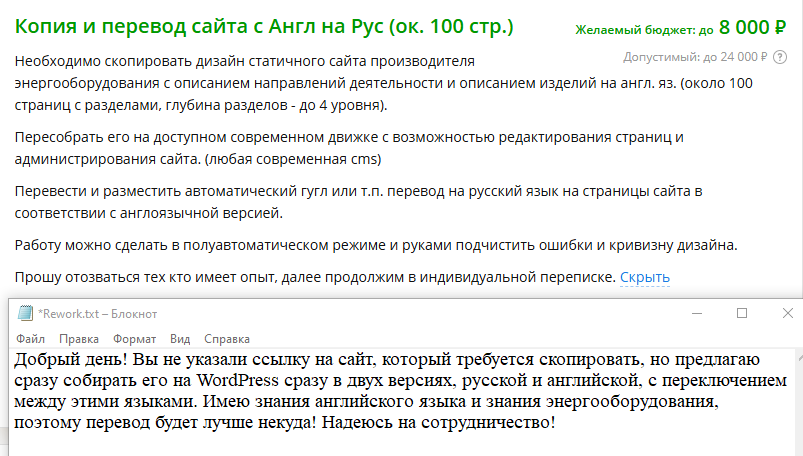 Копия и перевод сайта с Англ на Рус (ок. 100 стр.) Желаемый бюджет: до 8 000 ₽
Допустимый: до 24 000 ₽ ?
Необходимо скопировать дизайн статичного сайта производителя
энергооборудования с описанием направлений деятельности и описанием изделий на англ. яз. (около 100
страниц с разделами, глубина разделов - до 4 уровня).
Пересобрать его на доступном современном движке с возможностью редактирования страниц и
администрирования сайта. (любая современная cms)
Перевести и разместить автоматический гугл или т.п. перевод на русский язык на страницы сайта в
соответствии с англоязычной версией.
Работу можно сделать в полуавтоматическом режиме и руками подчистить ошибки и кривизну дизайна.
Прошу отозваться тех кто имеет опыт, далее продолжим в индивидуальной переписке. Скрыть
*Rework.txt – Блокнот
Файл Правка Формат Вид Справка
Добрый день! Вы не указали ссылку на сайт, который требуется скопировать, но предлагаю
сразу собирать его на WordPress сразу в двух версиях, русской и английской, с переключением
между этими языками. Имею знания английского языка и знания энергооборудования,
поэтому перевод будет лучше некуда! Надеюсь на сотрудничество!